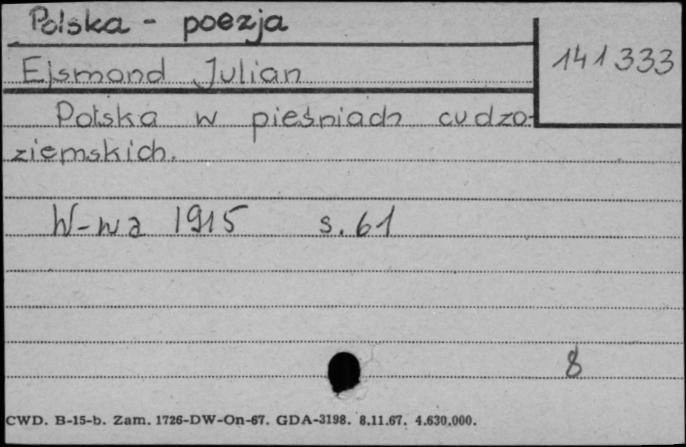 Polska - poezja
141333
Ejsmond Julian
Polska w pieśniach cudzo-
ziemskich.
W-wa 1915 s. 61
8
CWD. B-15-b. Zam. 1726-DW-On-67. GDA-3198. 8.11.67. 4.630.000.